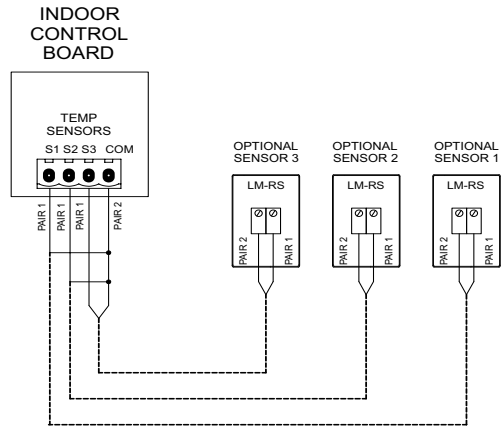 INDOOR
CONTROL
BOARD
TEMP
SENSORS
S1 S2 S3 COM
PAIR 1
PAIR 1
PAIR 1
PAIR 2
OPTIONAL
SENSOR 3
LM-RS
PAIR 2
PAIR 1
OPTIONAL
SENSOR 2
LM-RS
PAIR 2
PAIR 1
OPTIONAL
SENSOR 1
LM-RS
PAIR 2
PAIR 1